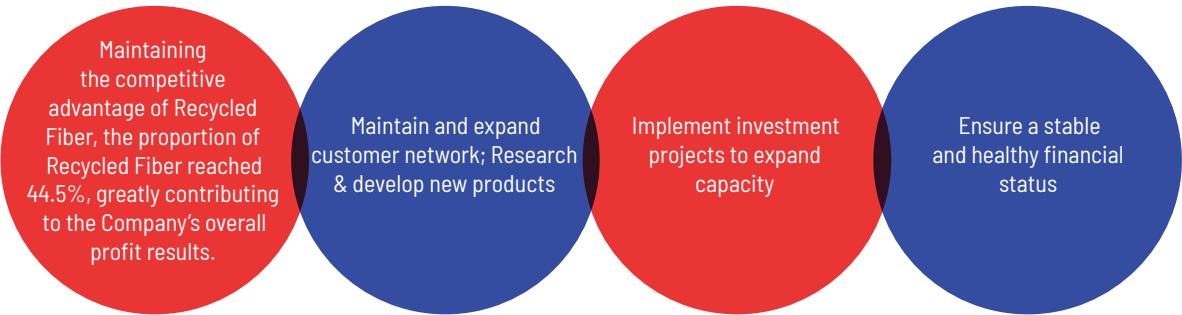 Maintaining
the competitive
advantage of Recycled
Fiber, the proportion of
Recycled Fiber reached
44.5%, greatly contributing
to the Company's overall
profit results.
Maintain and expand
customer network; Research
& develop new products
Implement investment
projects to expand
capacity
Ensure a stable
and healthy financial
status